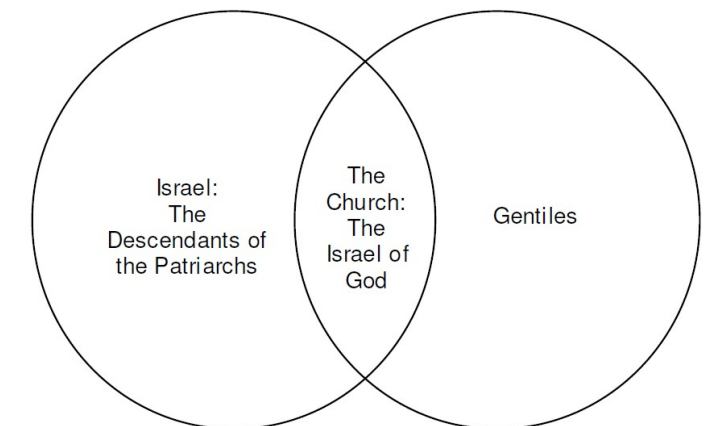 Israel:
The
Descendants of
the Patriarchs
The
Church:
The
Israel of
God
Gentiles